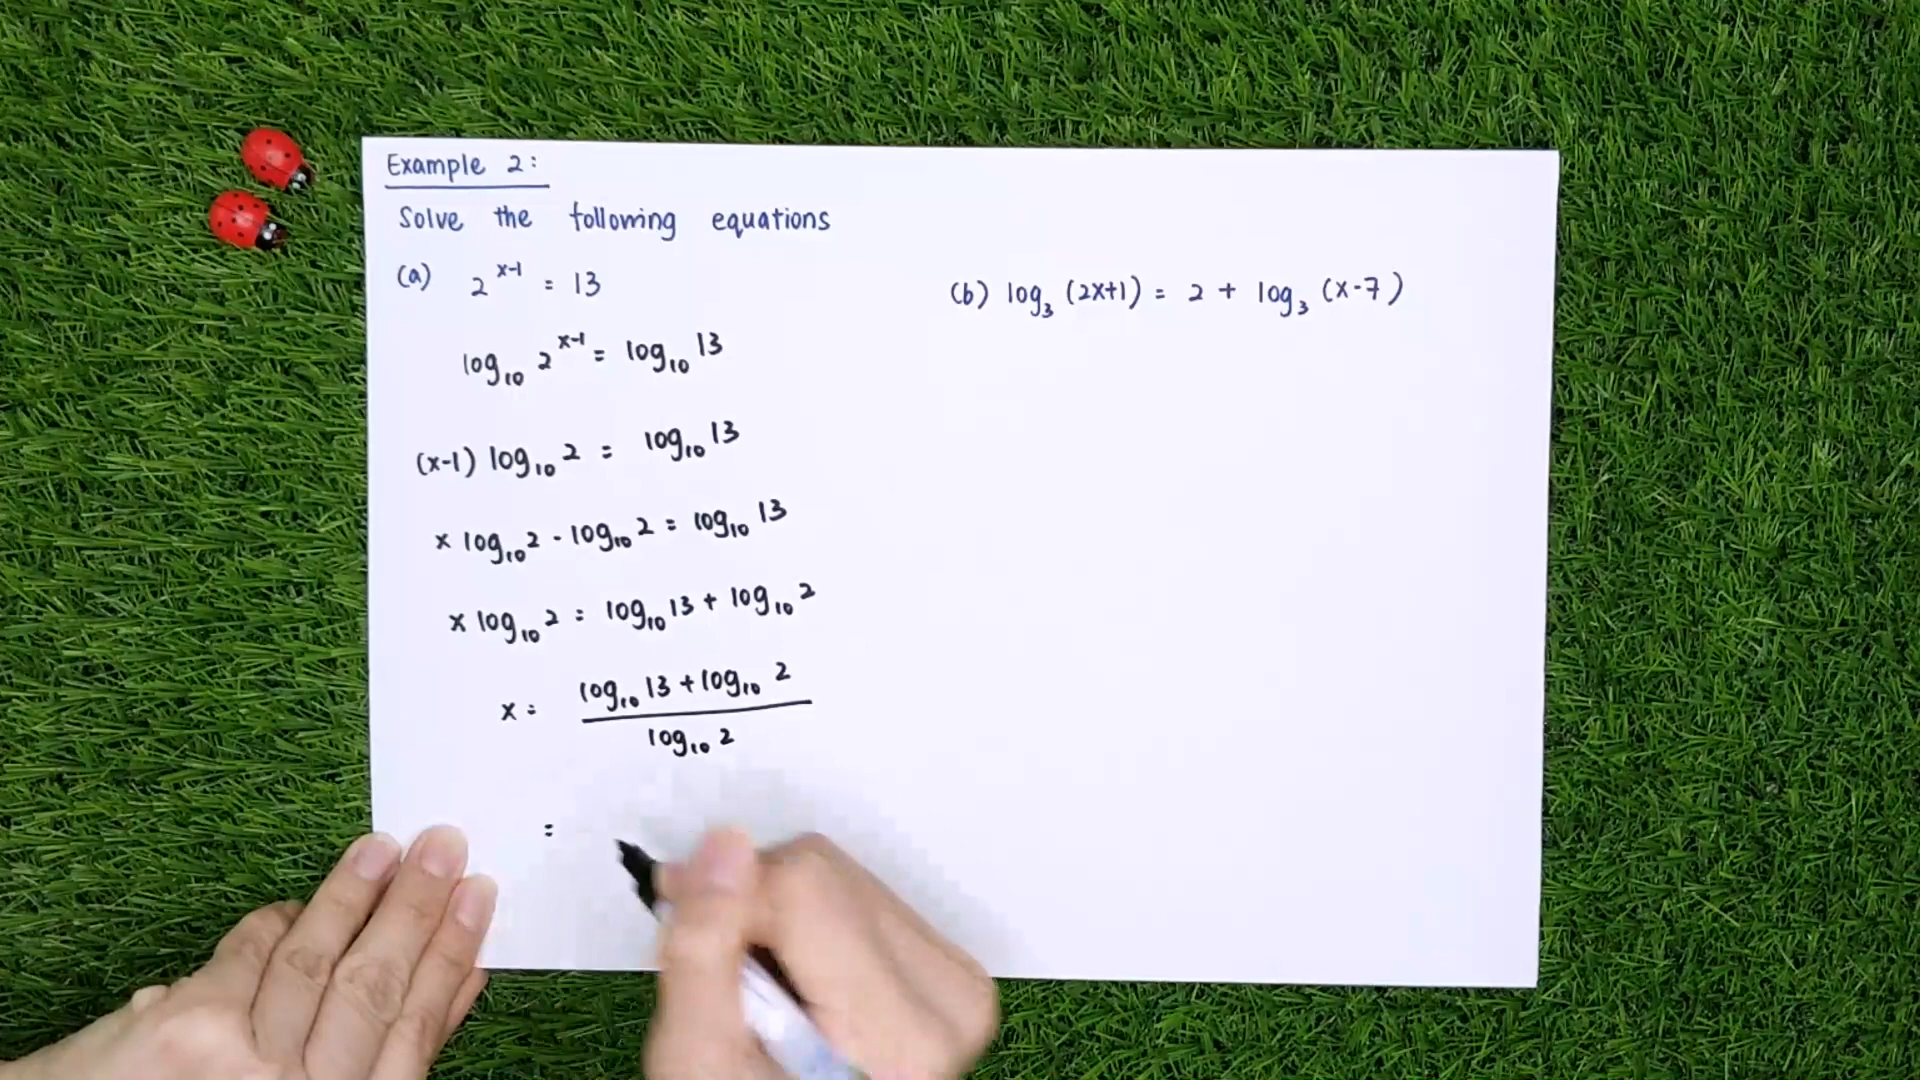 Example 2:
Solve the following equations
(a) 2^(x-1) = 13
log₁₀ 2^(x-1) = log₁₀ 13
(x-1) log₁₀ 2 = log₁₀ 13
x log₁₀ 2 - log₁₀ 2 = log₁₀ 13
x log₁₀ 2 = log₁₀ 13 + log₁₀ 2
x = (log₁₀ 13 + log₁₀ 2) / (log₁₀ 2)
=
(b) log₃ (2x+1) = 2 + log₃ (x-7)